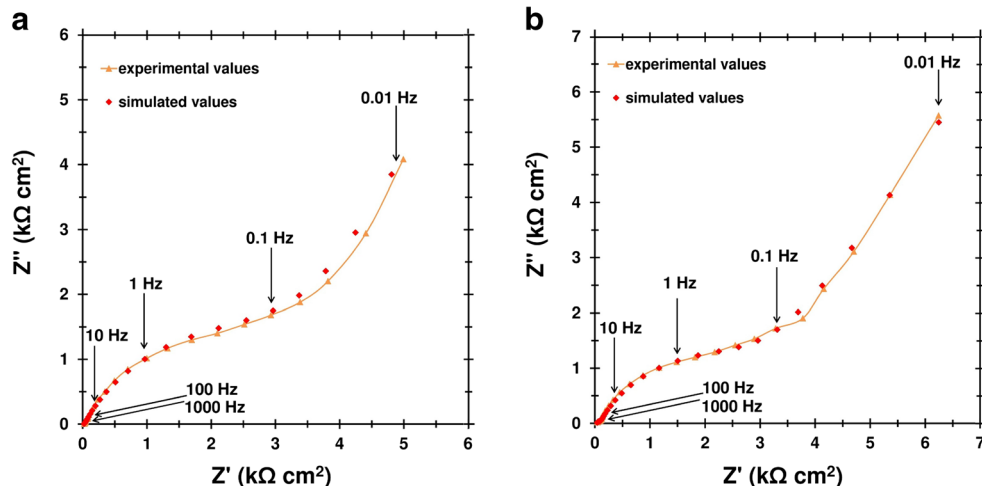 a
6
5
4
3
2
1
0
0
1
2
3
4
5
6
Z'' (kΩ cm²)
Z' (kΩ cm²)
experimental values
simulated values
0.01 Hz
0.1 Hz
1 Hz
10 Hz
100 Hz
1000 Hz
b
7
6
5
4
3
2
1
0
0
1
2
3
4
5
6
7
Z'' (kΩ cm²)
Z' (kΩ cm²)
experimental values
simulated values
0.01 Hz
0.1 Hz
1 Hz
10 Hz
100 Hz
1000 Hz